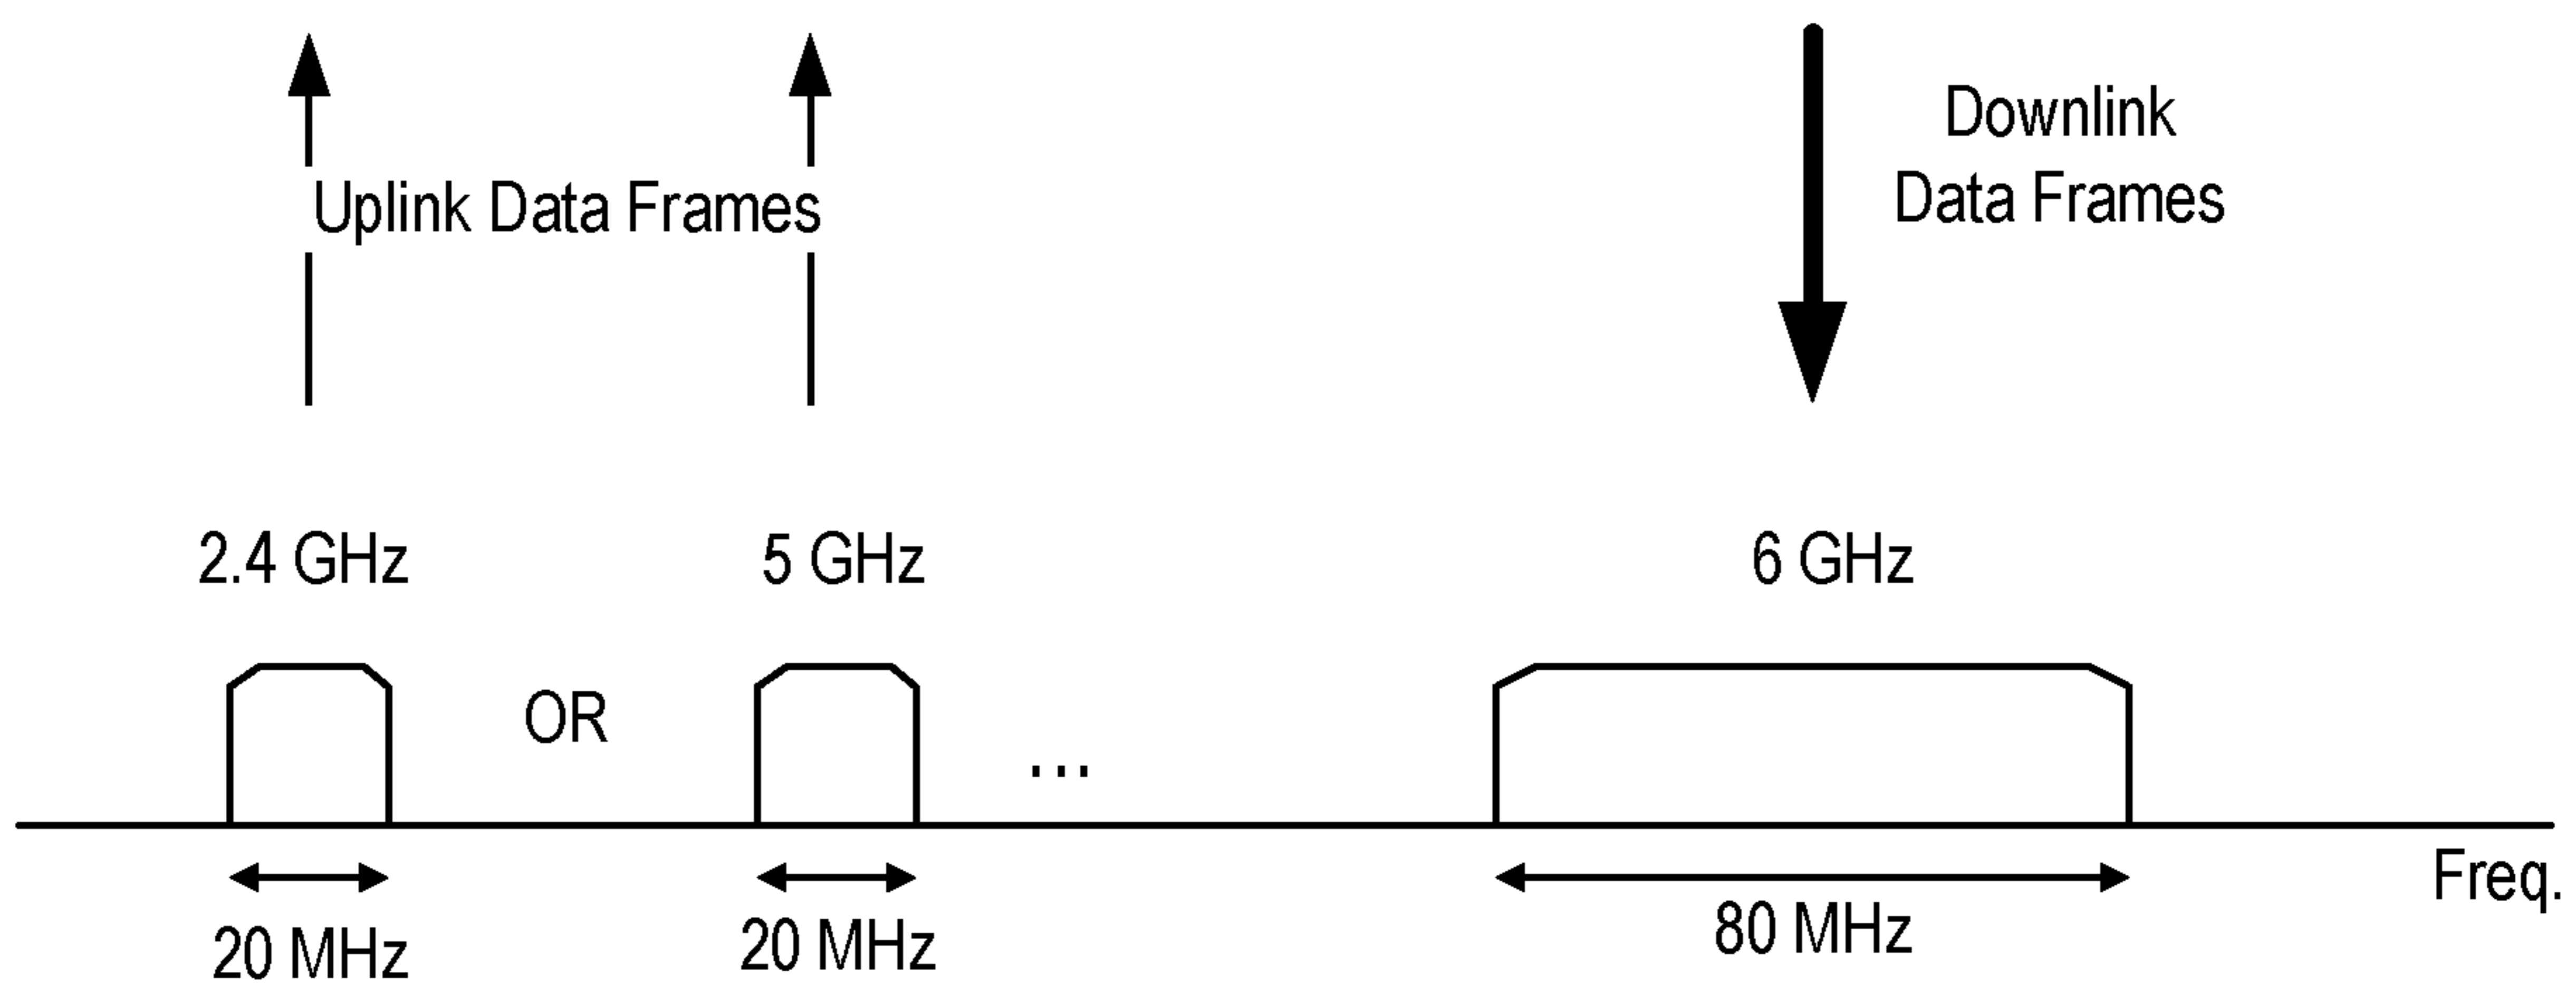 Downlink
Data Frames
Uplink Data Frames
2.4 GHz
5 GHz
6 GHz
OR
...
Freq.
20 MHz
20 MHz
80 MHz